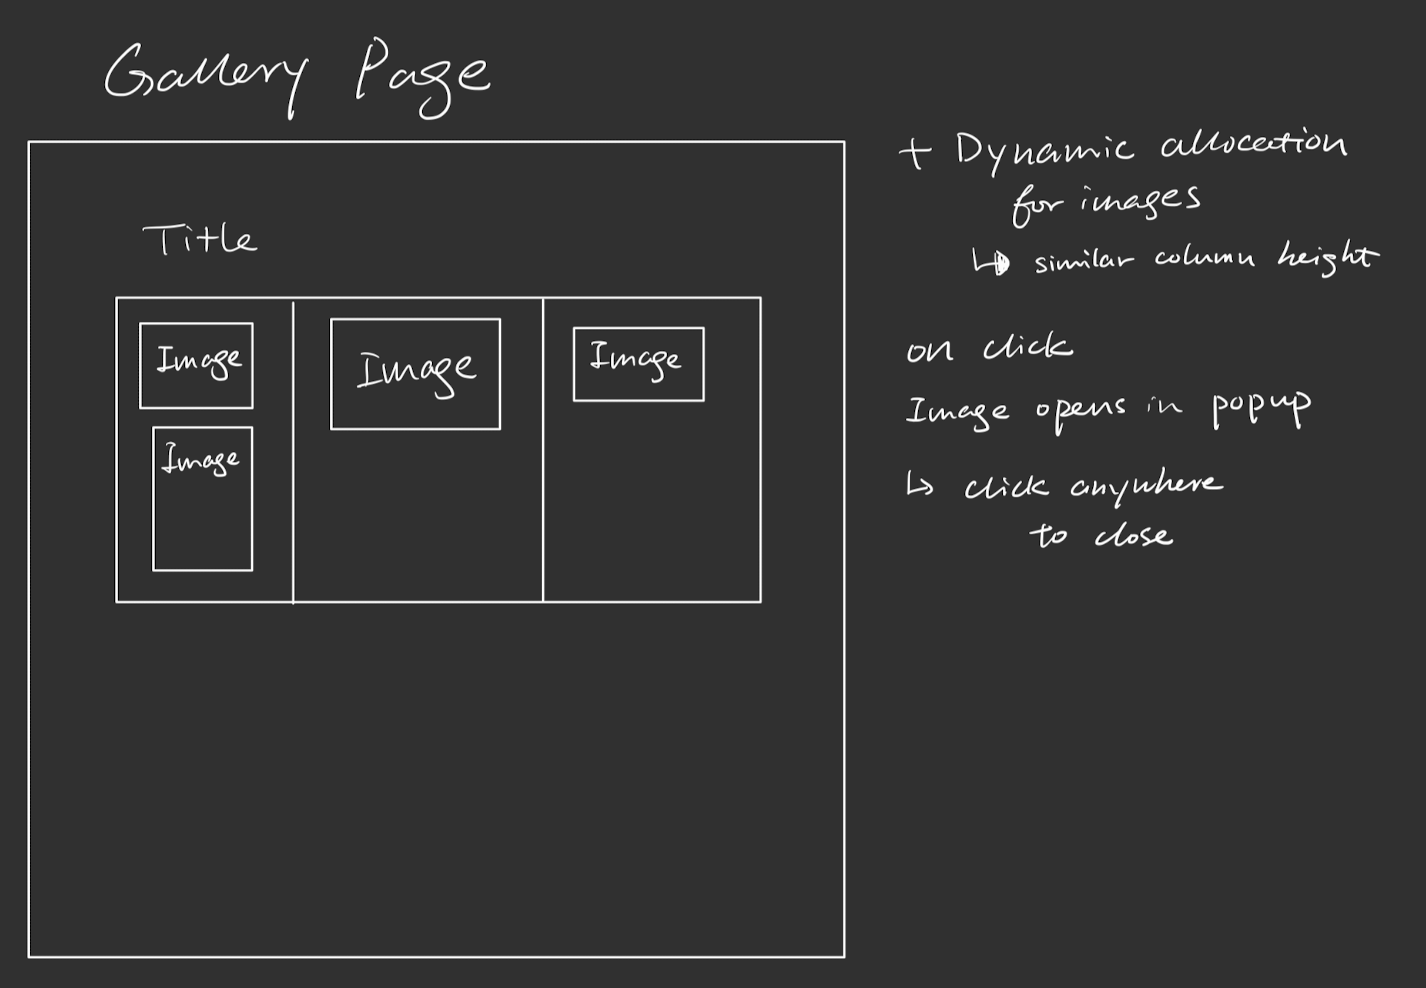 Gallery Page
Title
Image
Image
Image
Image
+ Dynamic allocation
for images
↳ similar column height
on click
Image opens in popup
↳ click anywhere
to close